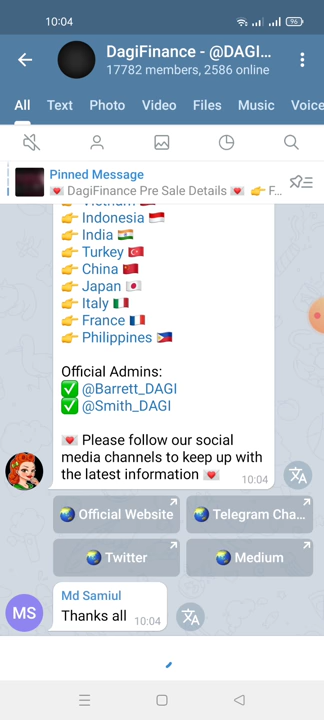 10:04
96
DagiFinance - @DAGI...
17782 members, 2586 online
All Text Photo Video Files Music Voice
Pinned Message
💌 DagiFinance Pre Sale Details 💌 👉 F...
👉 Vietnam
👉 Indonesia 🇮🇩
👉 India 🇮🇳
👉 Turkey 🇹🇷
👉 China 🇨🇳
👉 Japan 🇯🇵
👉 Italy 🇮🇹
👉 France 🇫🇷
👉 Philippines 🇵🇭
Official Admins:
✅ @Barrett_DAGI
✅ @Smith_DAGI
💌 Please follow our social
media channels to keep up with
the latest information 💌 10:04
🌏 Official Website
🌏 Telegram Cha...
🌏 Twitter
🌏 Medium
MS
Md Samiul
Thanks all 10:04